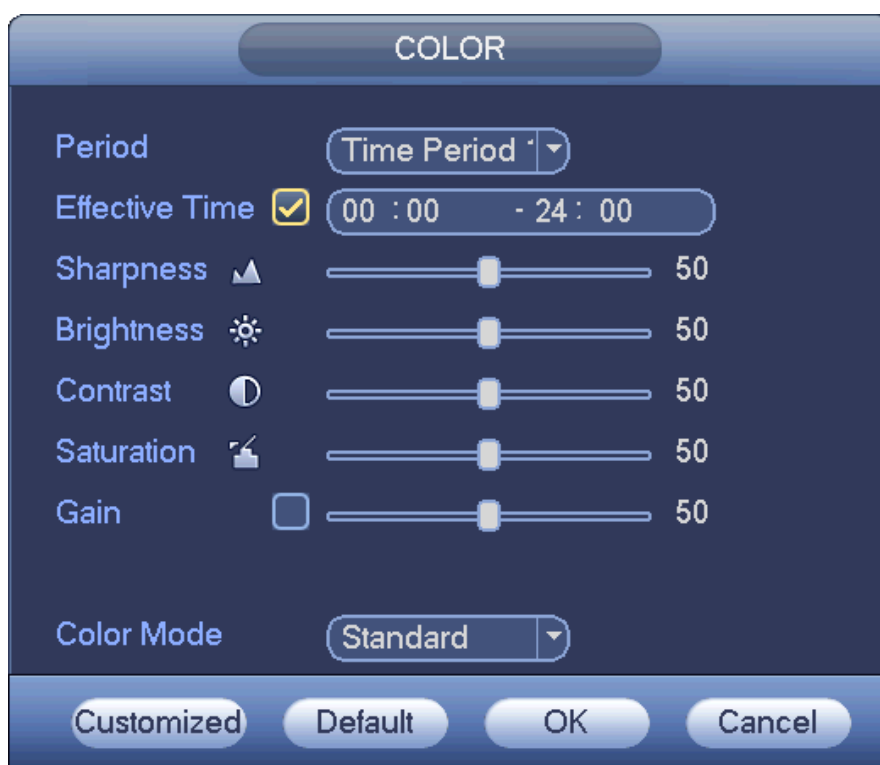 COLOR
Period Time Period
Effective Time 00 :00 - 24 : 00
Sharpness 50
Brightness 50
Contrast 50
Saturation 50
Gain 50
Color Mode Standard
Customized Default OK Cancel